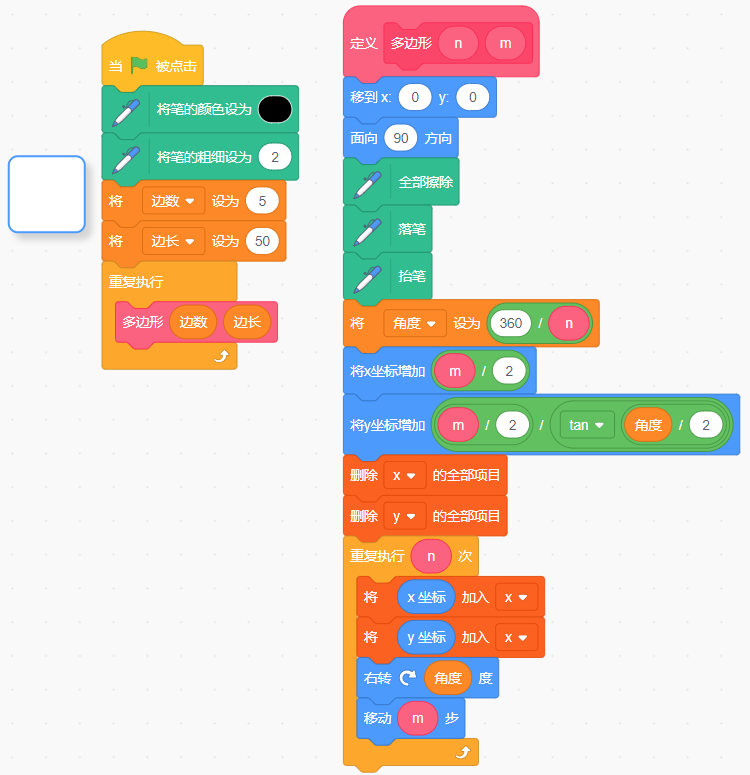 当 被点击
将笔的颜色设为
将笔的粗细设为 2
将 边数 设为 5
将 边长 设为 50
重复执行
多边形 边数 边长
定义 多边形 n m
移到 x: 0 y: 0
面向 90 方向
全部擦除
落笔
抬笔
将 角度 设为 360 / n
将x坐标增加 m / 2
将y坐标增加 m / 2 / tan 角度 / 2
删除 x 的全部项目
删除 y 的全部项目
重复执行 n 次
将 x 坐标 加入 x
将 y 坐标 加入 x
右转 角度 度
移动 m 步